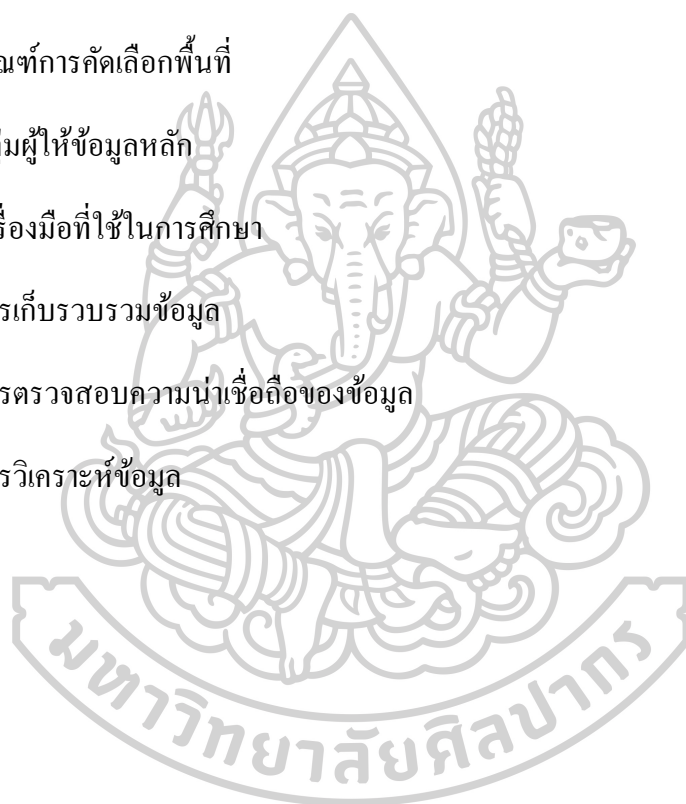 ณฑ์การคัดเลือกพื้นที่
ผู้ให้ข้อมูลหลัก
รื่องมือที่ใช้ในการศึกษา
รเก็บรวบรวมข้อมูล
รตรวจสอบความน่าเชื่อถือของข้อมูล
รวิเคราะห์ข้อมูล
มหาวิทยาลัยศิลปากร